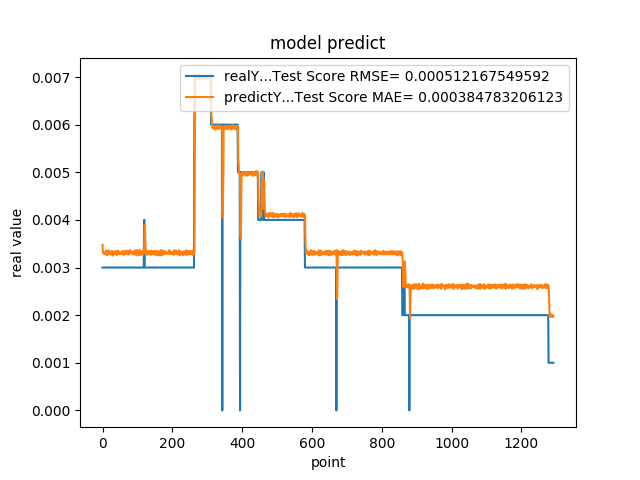 model predict
realY...Test Score RMSE= 0.000512167549592
predictY...Test Score MAE= 0.000384783206123
0.007
0.006
0.005
0.004
0.003
0.002
0.001
0.000
real value
0 200 400 600 800 1000 1200
point